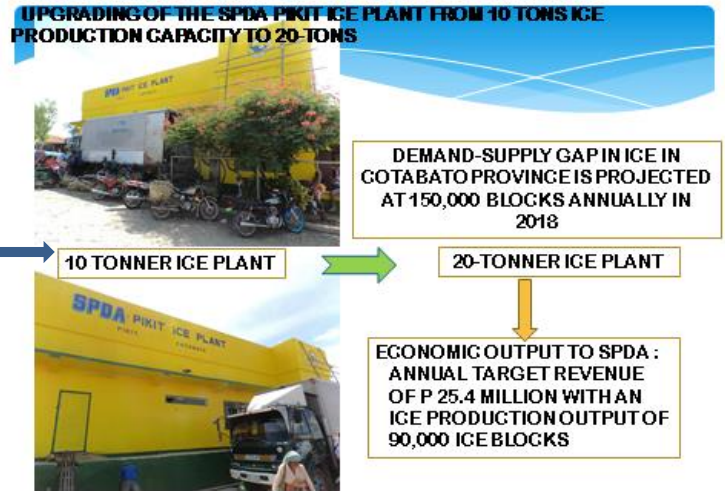 UPGRADING OF THE SPDA PIKIT ICE PLANT FROM 10 TONS ICE
PRODUCTION CAPACITY TO 20-TONS
SPDA PIKIT ICE PLANT
DEMAND-SUPPLY GAP IN ICE IN
COTABATO PROVINCE IS PROJECTED
AT 150,000 BLOCKS ANNUALLY IN
2018
10 TONNER ICE PLANT
20-TONNER ICE PLANT
SPDA PIKIT ICE PLANT
PIKIT COTABATO
ECONOMIC OUTPUT TO SPDA :
ANNUAL TARGET REVENUE
OF P 25.4 MILLION WITH AN
ICE PRODUCTION OUTPUT OF
90,000 ICE BLOCKS